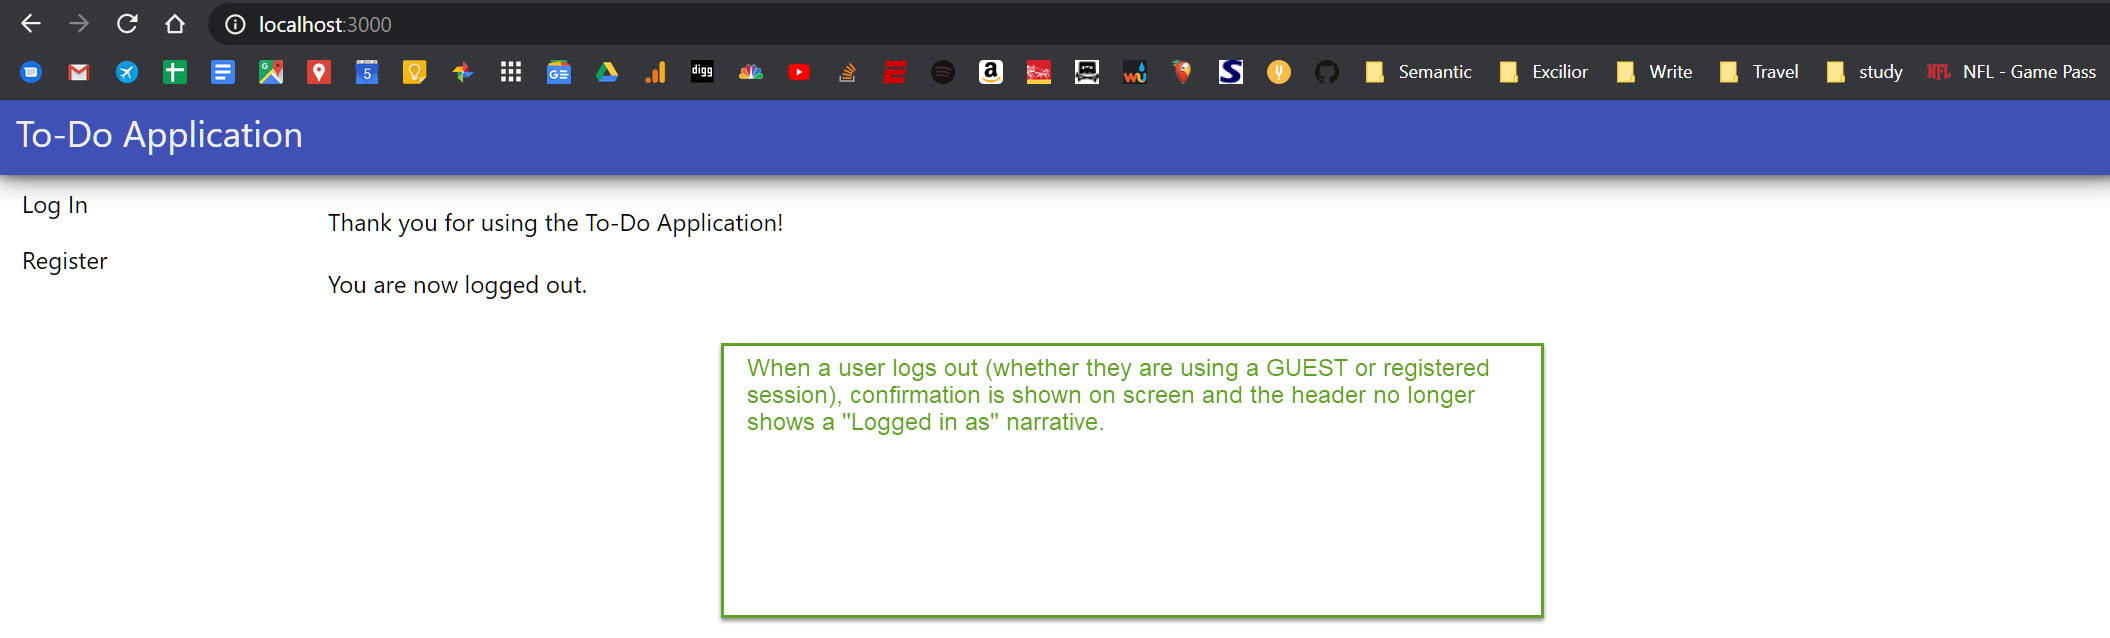 localhost:3000
5
GE
digg
a
S
Semantic
Excilior
Write
Travel
study
NFL
NFL - Game Pass
To-Do Application
Log In
Register
Thank you for using the To-Do Application!
You are now logged out.
When a user logs out (whether they are using a GUEST or registered
session), confirmation is shown on screen and the header no longer
shows a "Logged in as" narrative.